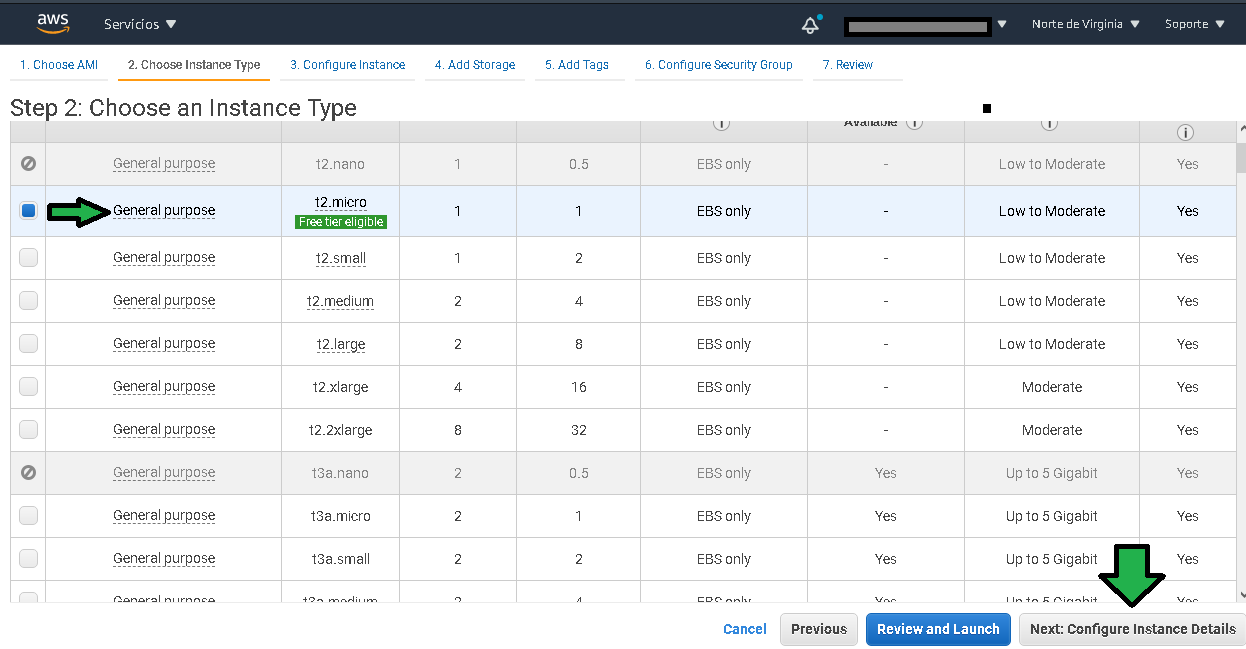 aws Servicios Norte de Virginia Soporte
1. Choose AMI 2. Choose Instance Type 3. Configure Instance 4. Add Storage 5. Add Tags 6. Configure Security Group 7. Review
Step 2: Choose an Instance Type
Available
General purpose t2.nano 1 0.5 EBS only - Low to Moderate Yes
General purpose t2.micro 1 1 EBS only - Low to Moderate Yes
Free tier eligible
General purpose t2.small 1 2 EBS only - Low to Moderate Yes
General purpose t2.medium 2 4 EBS only - Low to Moderate Yes
General purpose t2.large 2 8 EBS only - Low to Moderate Yes
General purpose t2.xlarge 4 16 EBS only - Moderate Yes
General purpose t2.2xlarge 8 32 EBS only - Moderate Yes
General purpose t3a.nano 2 0.5 EBS only Yes Up to 5 Gigabit Yes
General purpose t3a.micro 2 1 EBS only Yes Up to 5 Gigabit Yes
General purpose t3a.small 2 2 EBS only Yes Up to 5 Gigabit Yes
General purpose t3a.medium 2 4 EBS only Yes Up to 5 Gigabit Yes
Cancel Previous Review and Launch Next: Configure Instance Details